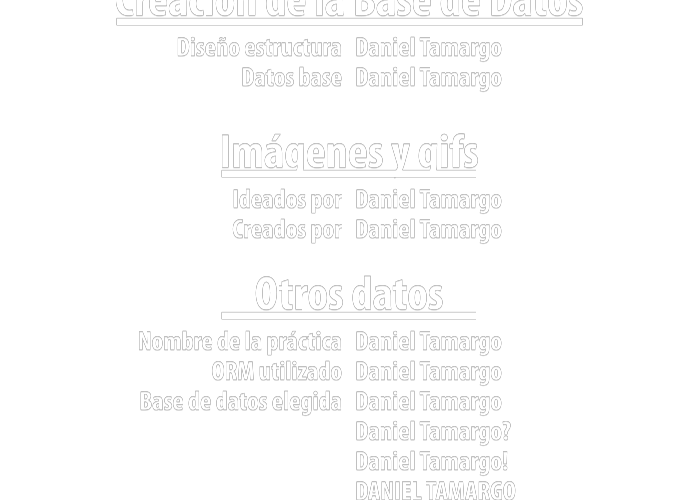 Creación de la Base de Datos
Diseño estructura Daniel Tamargo
Datos base Daniel Tamargo
Imágenes y gifs
Ideados por Daniel Tamargo
Creados por Daniel Tamargo
Otros datos
Nombre de la práctica Daniel Tamargo
ORM utilizado Daniel Tamargo
Base de datos elegida Daniel Tamargo
Daniel Tamargo?
Daniel Tamargo!
DANIEL TAMARGO